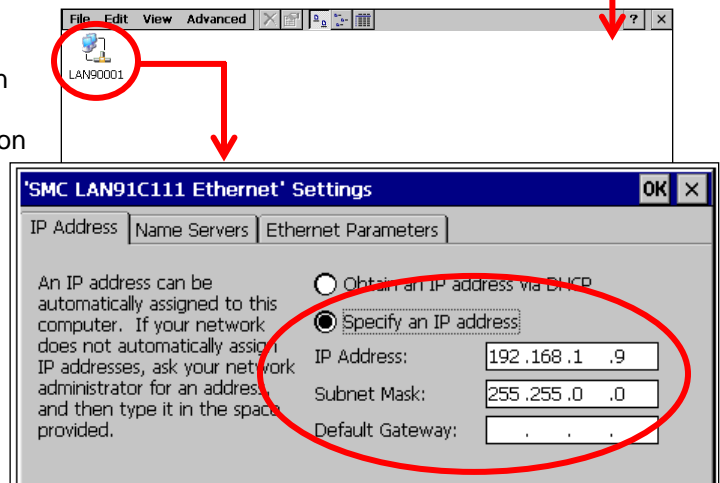 File Edit View Advanced ? ×
LAN90001
n
on
'SMC LAN91C111 Ethernet' Settings OK ×
IP Address Name Servers Ethernet Parameters
An IP address can be
automatically assigned to this
computer. If your network
does not automatically assign
IP addresses, ask your network
administrator for an address,
and then type it in the space
provided.
Obtain an IP address via DHCP
Specify an IP address
IP Address: 192.168.1.9
Subnet Mask: 255.255.0.0
Default Gateway: . . .